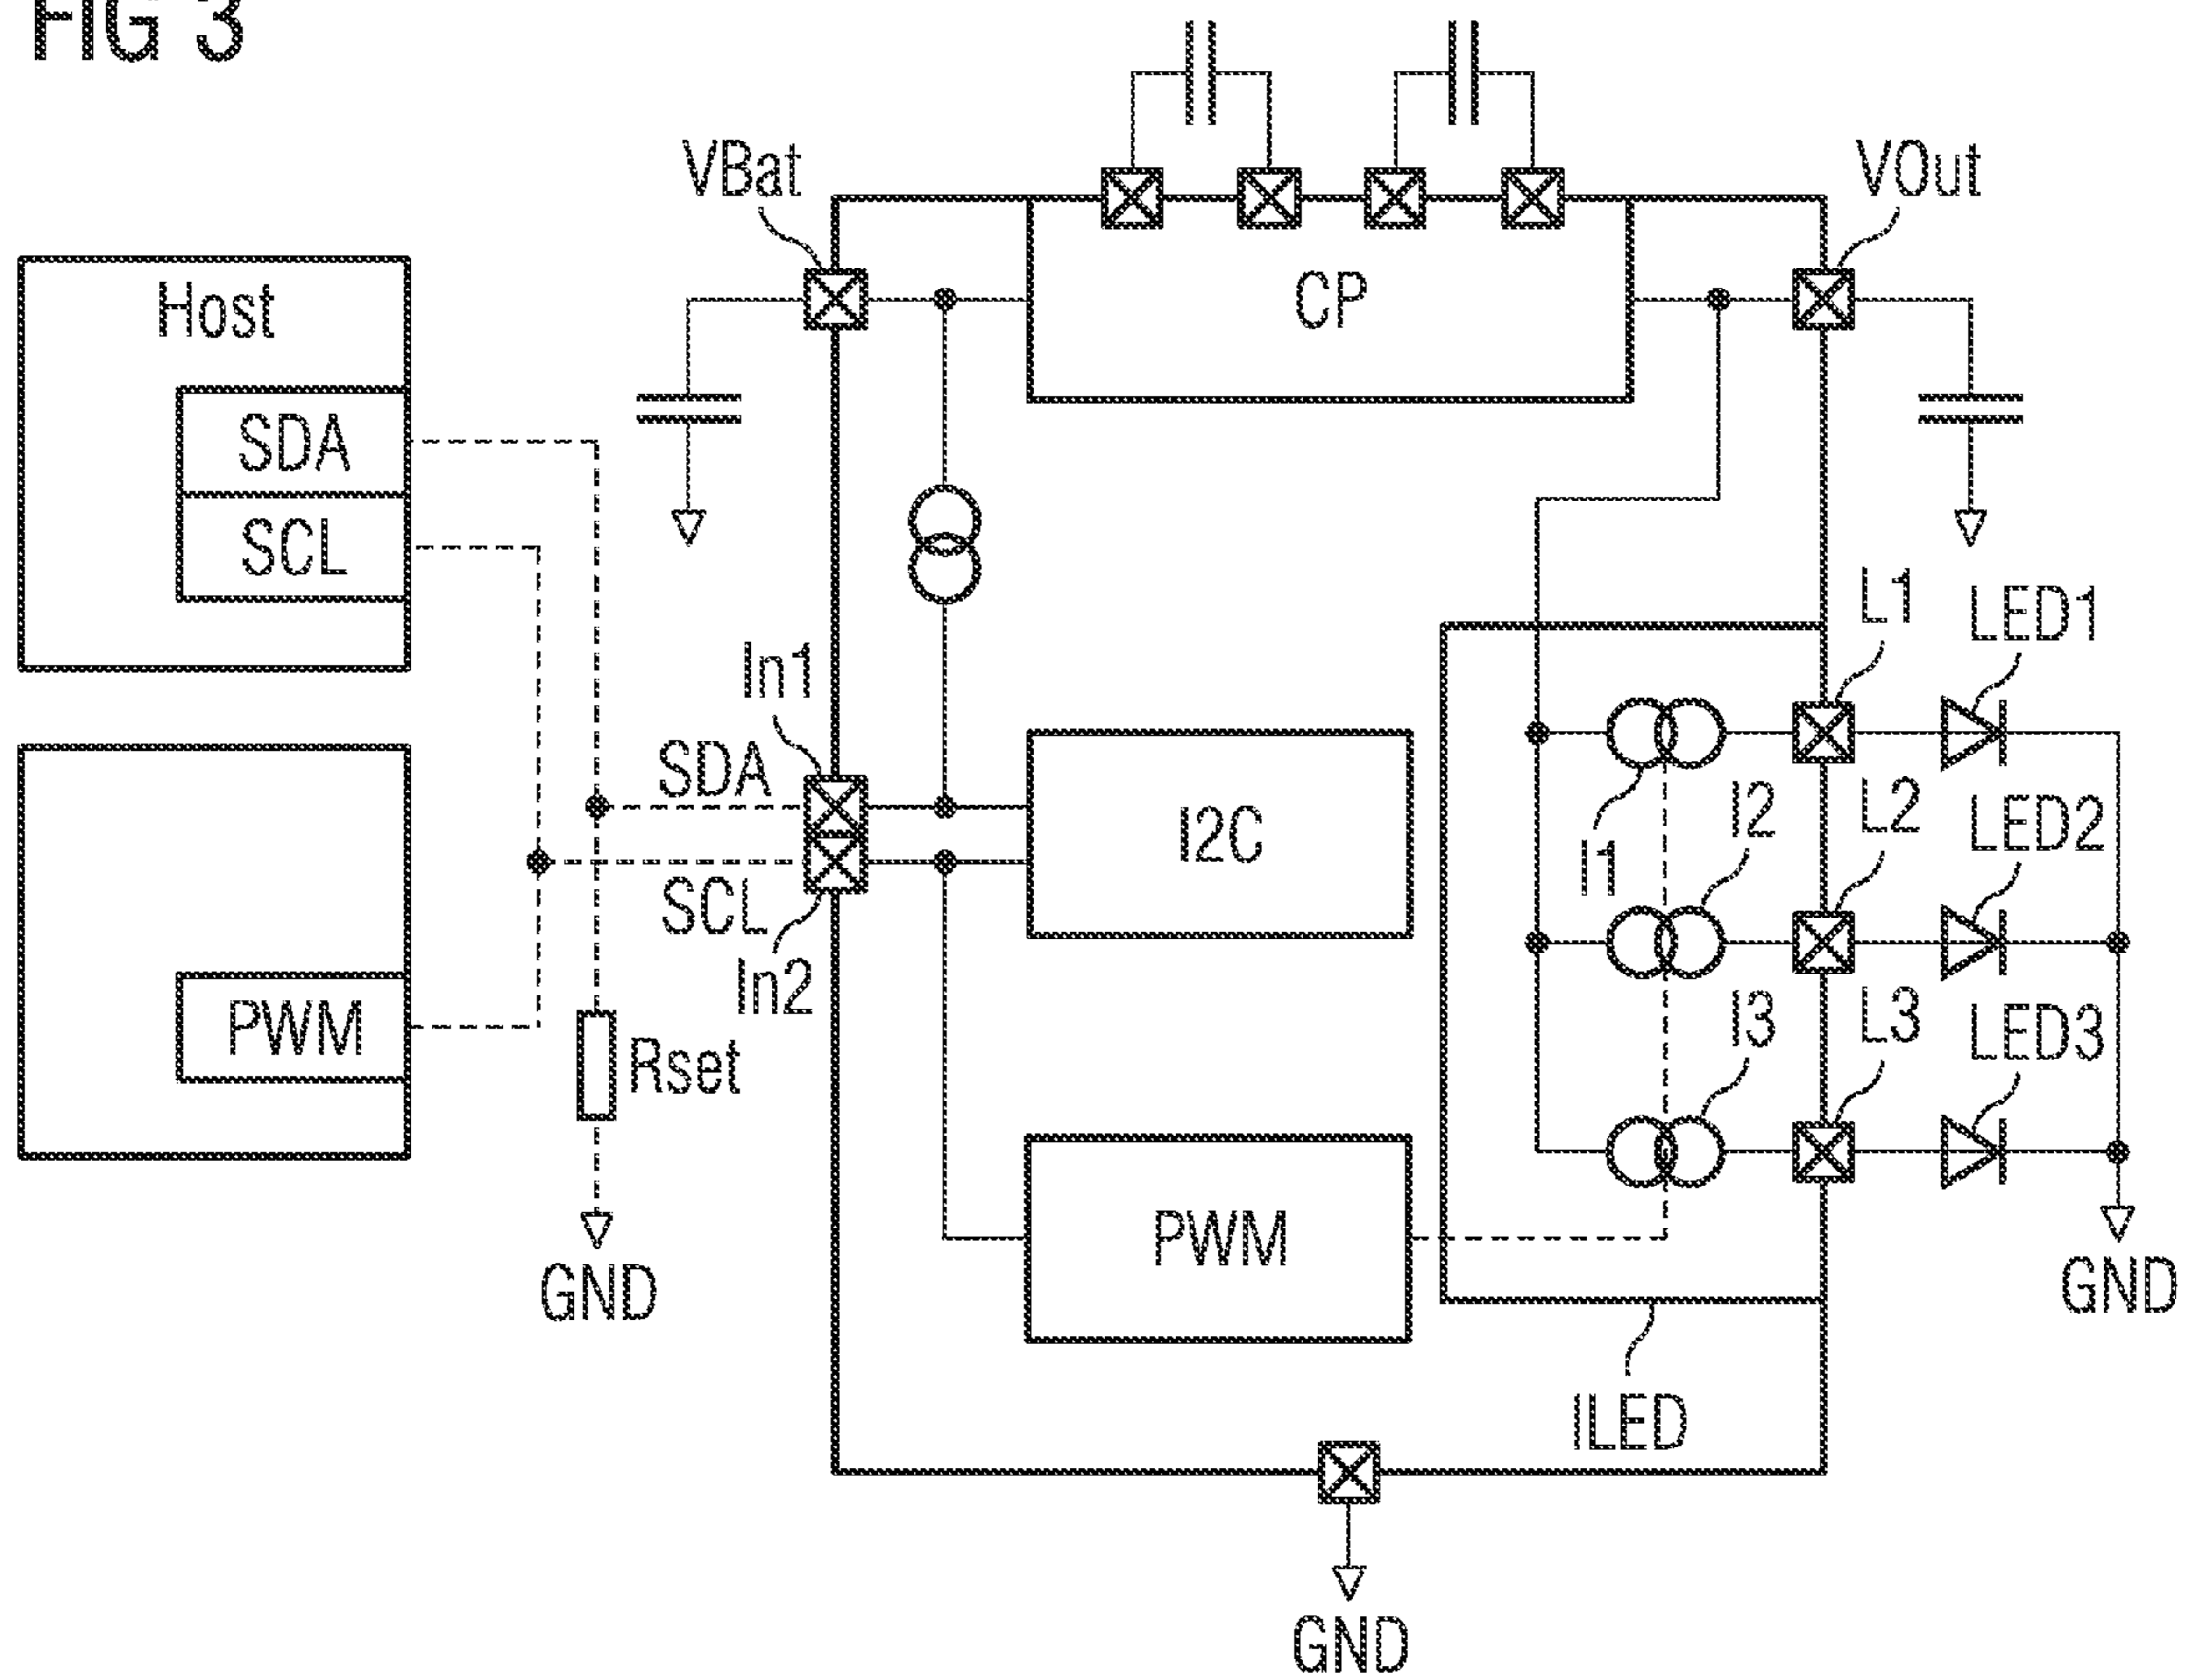 FIG 3
VBat
VOut
Host
CP
SDA
SCL
L1
LED1
In1
SDA
I2C
I1
I2
L2
LED2
SCL
In2
PWM
Rset
I3
L3
LED3
PWM
GND
GND
ILED
GND